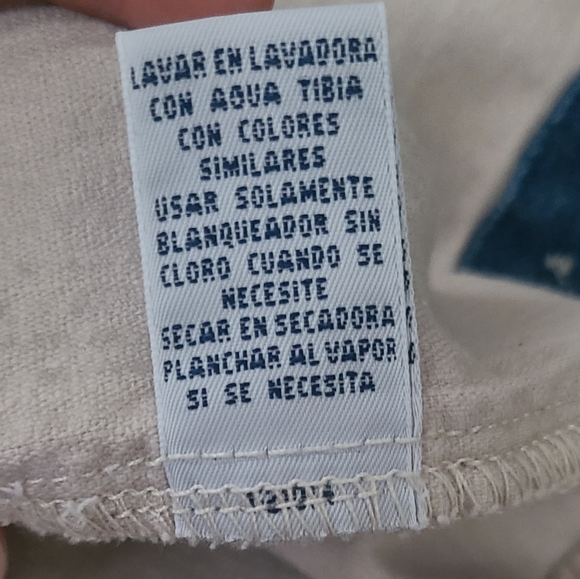 LAVAR EN LAVADORA
CON AGUA TIBIA
CON COLORES
SIMILARES
USAR SOLAMENTE
BLANQUEADOR SIN
CLORO CUANDO SE
NECESITE
SECAR EN SECADORA
PLANCHAR AL VAPOR
SI SE NECESITA